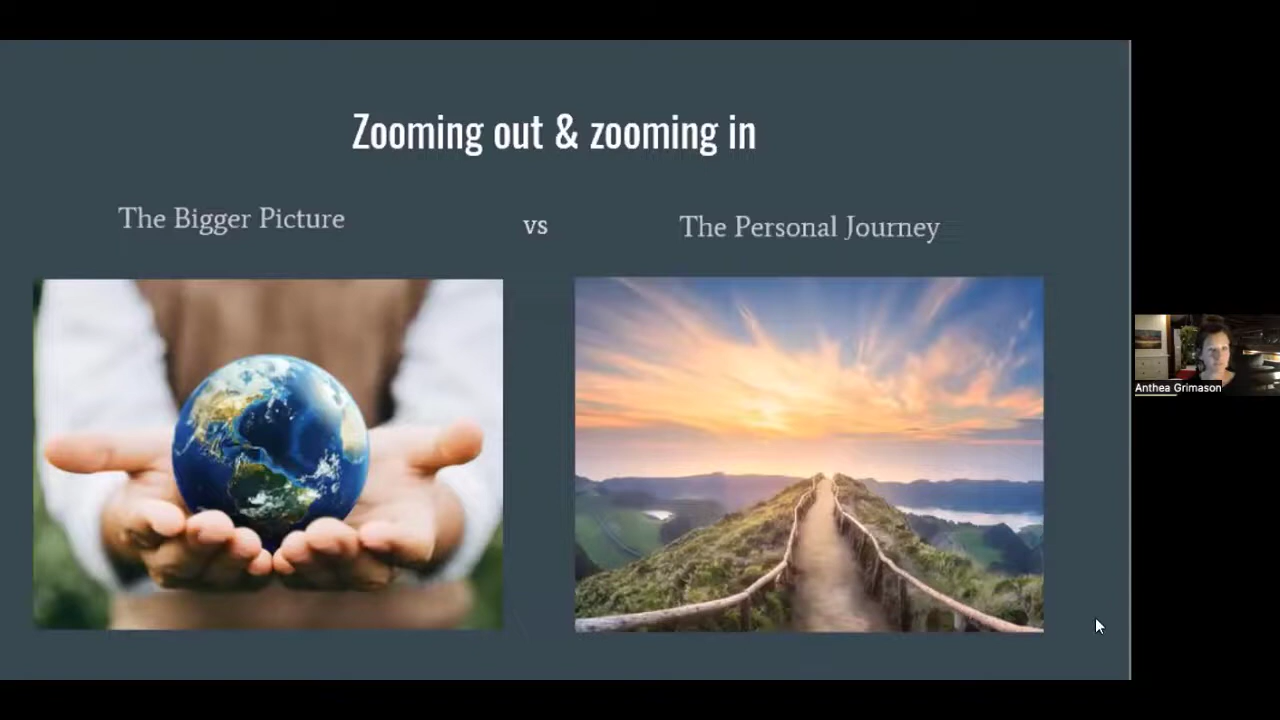 Zooming out & zooming in
The Bigger Picture
vs
The Personal Journey
Anthea Grimason